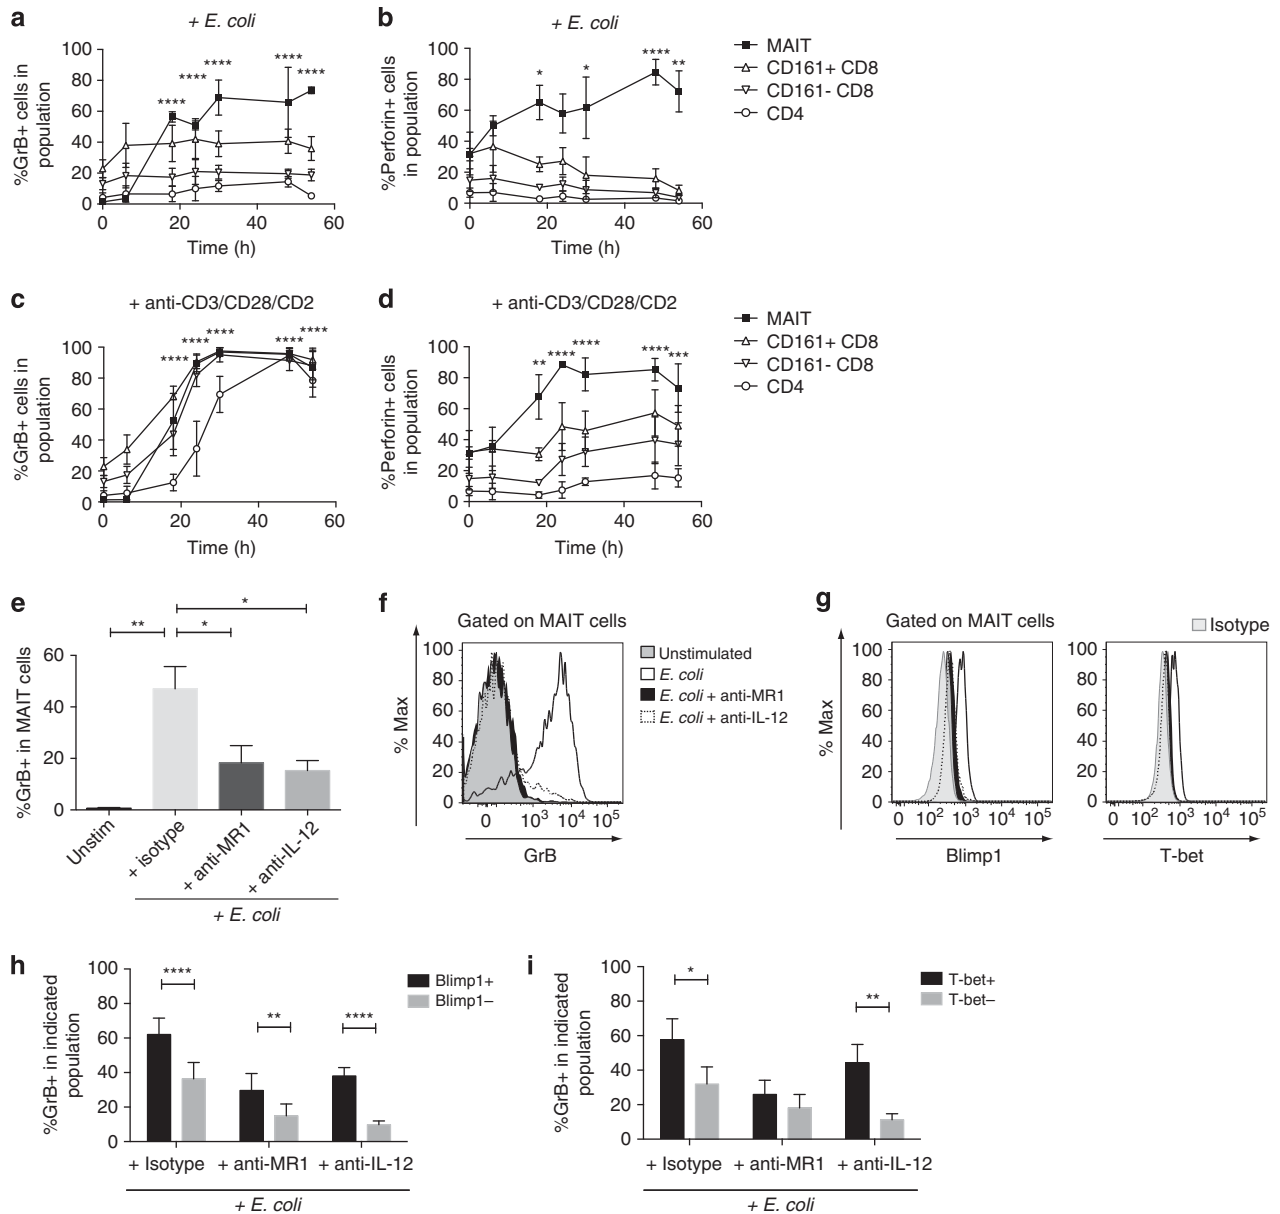 a
+ E. coli
%GrB+ cells in
population
100
80
60
40
20
0
****
****
****
****
****
0 20 40 60
Time (h)
b
+ E. coli
%Perforin+ cells
in population
100
80
60
40
20
0
*
*
****
**
0 20 40 60
Time (h)
MAIT
CD161+ CD8
CD161- CD8
CD4
c
+ anti-CD3/CD28/CD2
%GrB+ cells in
population
100
80
60
40
20
0
****
****
****
****
****
0 20 40 60
Time (h)
d
+ anti-CD3/CD28/CD2
%Perforin+ cells
in population
100
80
60
40
20
0
**
****
****
****
***
0 20 40 60
Time (h)
MAIT
CD161+ CD8
CD161- CD8
CD4
e
%GrB+ in MAIT cells
60
40
20
0
*
** *
Unstim
+ isotype
+ anti-MR1
+ anti-IL-12
+ E. coli
f
Gated on MAIT cells
% Max
100
80
60
40
20
0
0 10³ 10⁴ 10⁵
GrB
Unstimulated
E. coli
E. coli + anti-MR1
E. coli + anti-IL-12
g
Gated on MAIT cells
Isotype
% Max
100
80
60
40
20
0
0 10² 10³ 10⁴ 10⁵
Blimp1
100
80
60
40
20
0
0 10² 10³ 10⁴ 10⁵
T-bet
h
%GrB+ in indicated
population
100
80
60
40
20
0
****
**
****
Blimp1+
Blimp1–
+ Isotype + anti-MR1 + anti-IL-12
+ E. coli
i
%GrB+ in indicated
population
100
80
60
40
20
0
*
**
T-bet+
T-bet–
+ Isotype + anti-MR1 + anti-IL-12
+ E. coli